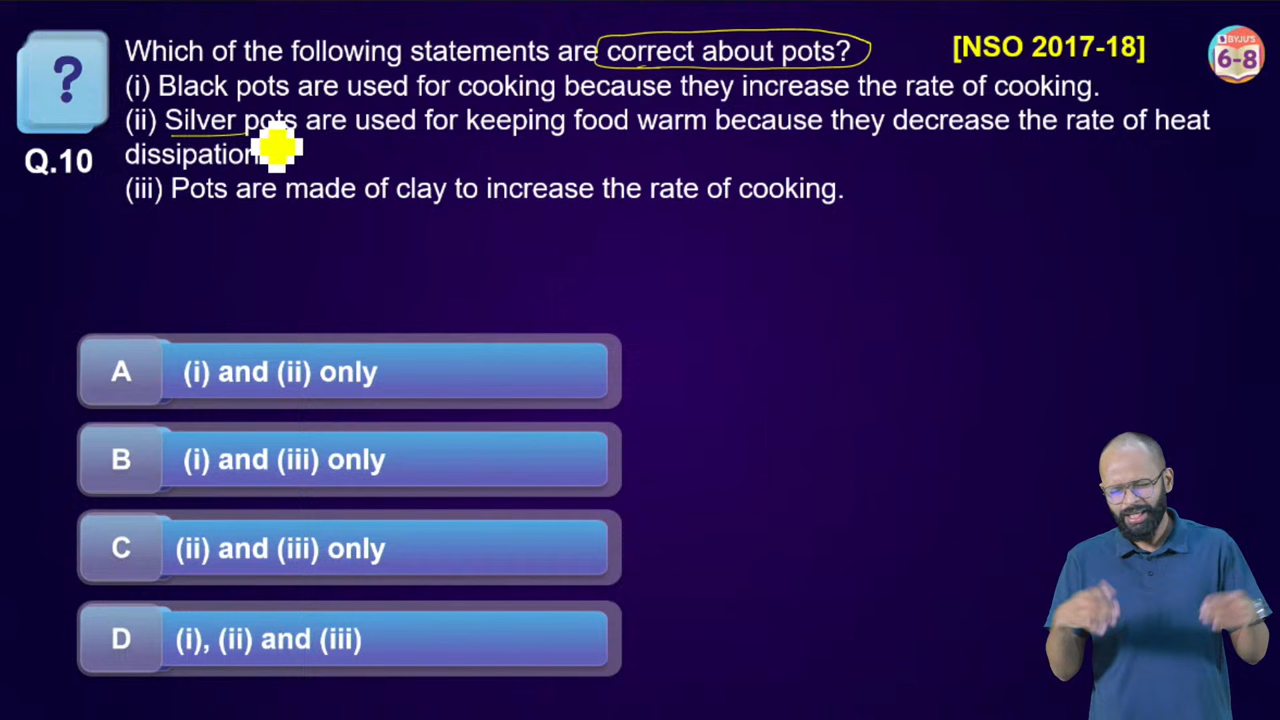 ?
Which of the following statements are correct about pots?
[NSO 2017-18]
BYJU'S
6-8
(i) Black pots are used for cooking because they increase the rate of cooking.
(ii) Silver pots are used for keeping food warm because they decrease the rate of heat
Q.10
dissipation
(iii) Pots are made of clay to increase the rate of cooking.
A (i) and (ii) only
B (i) and (iii) only
C (ii) and (iii) only
D (i), (ii) and (iii)